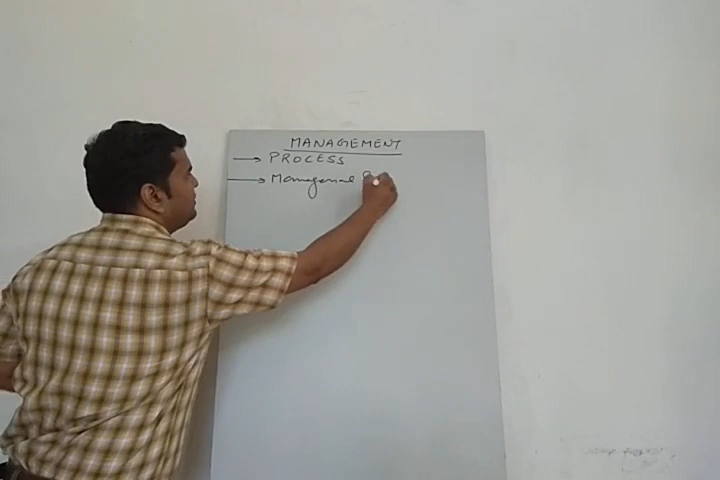 MANAGEMENT
→ PROCESS
→ Managerial